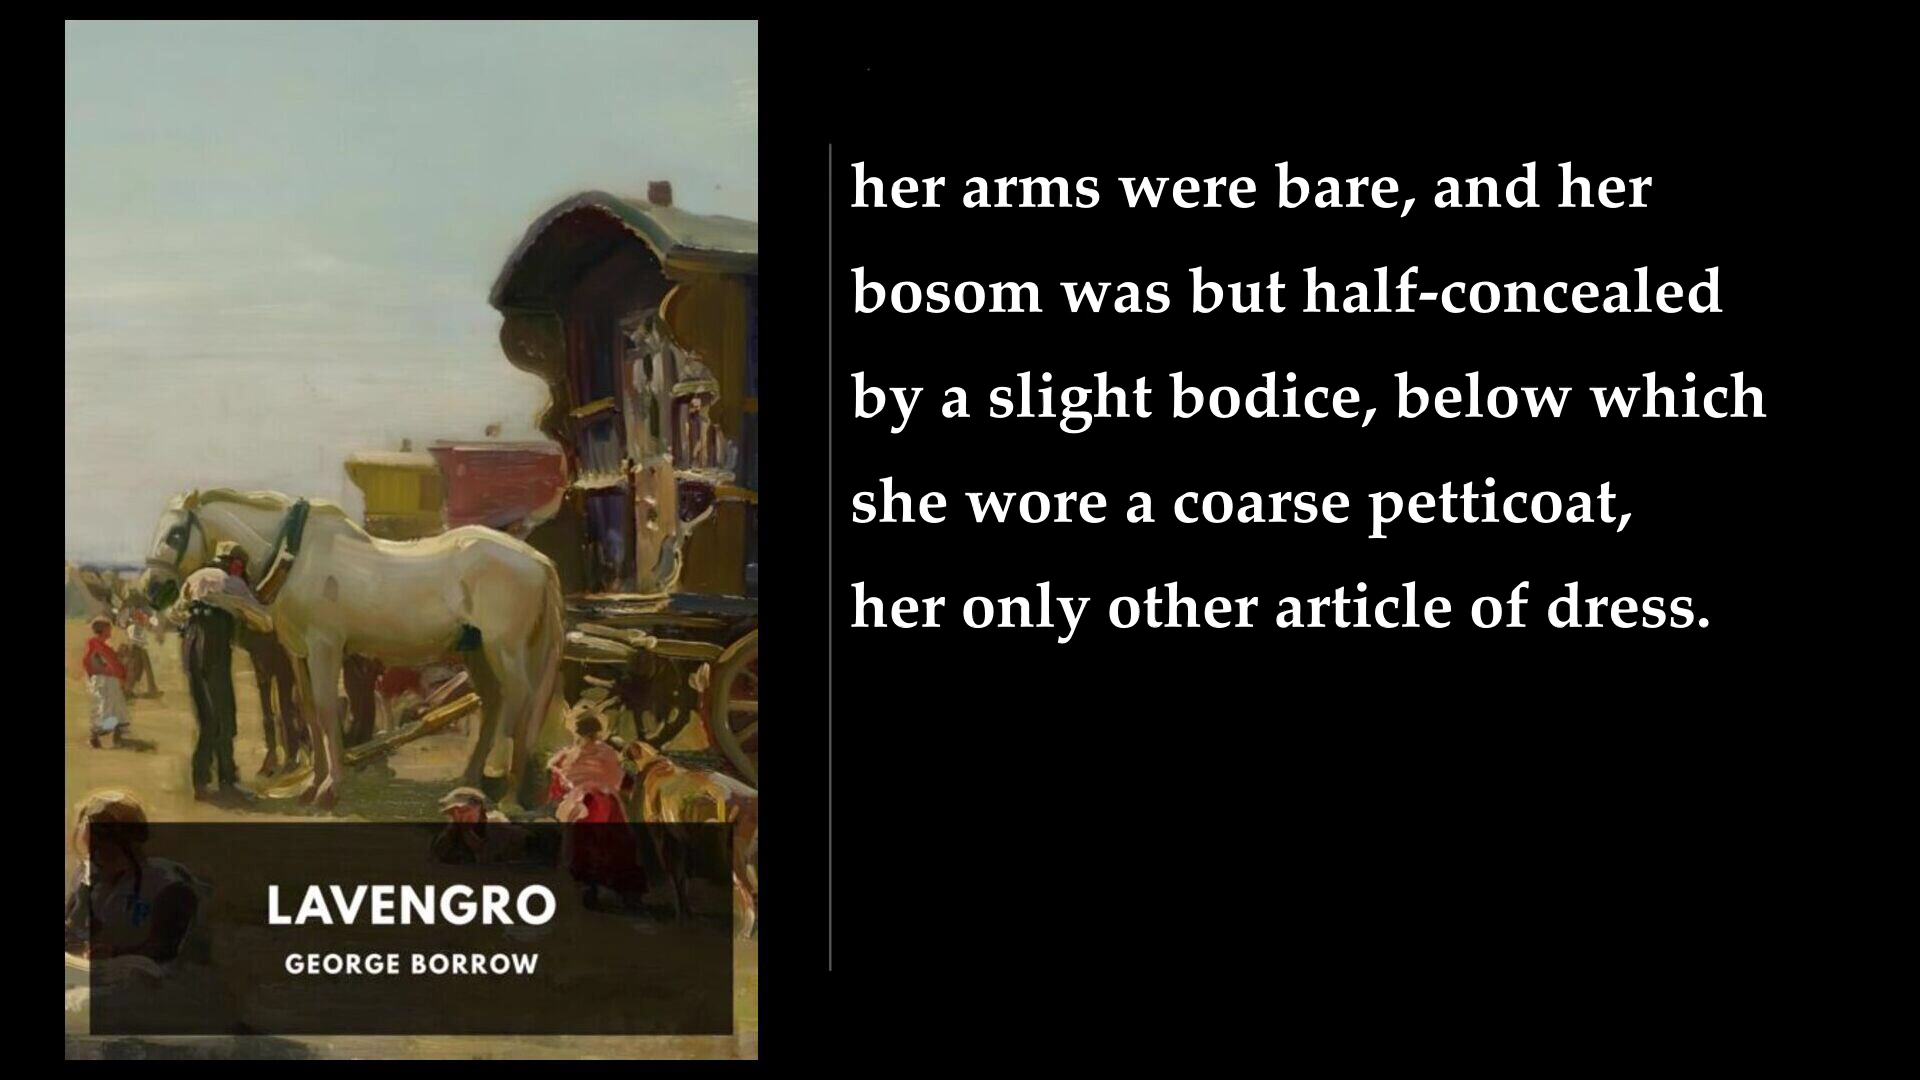 her arms were bare, and her
bosom was but half-concealed
by a slight bodice, below which
she wore a coarse petticoat,
her only other article of dress.
LAVENGRO
GEORGE BORROW